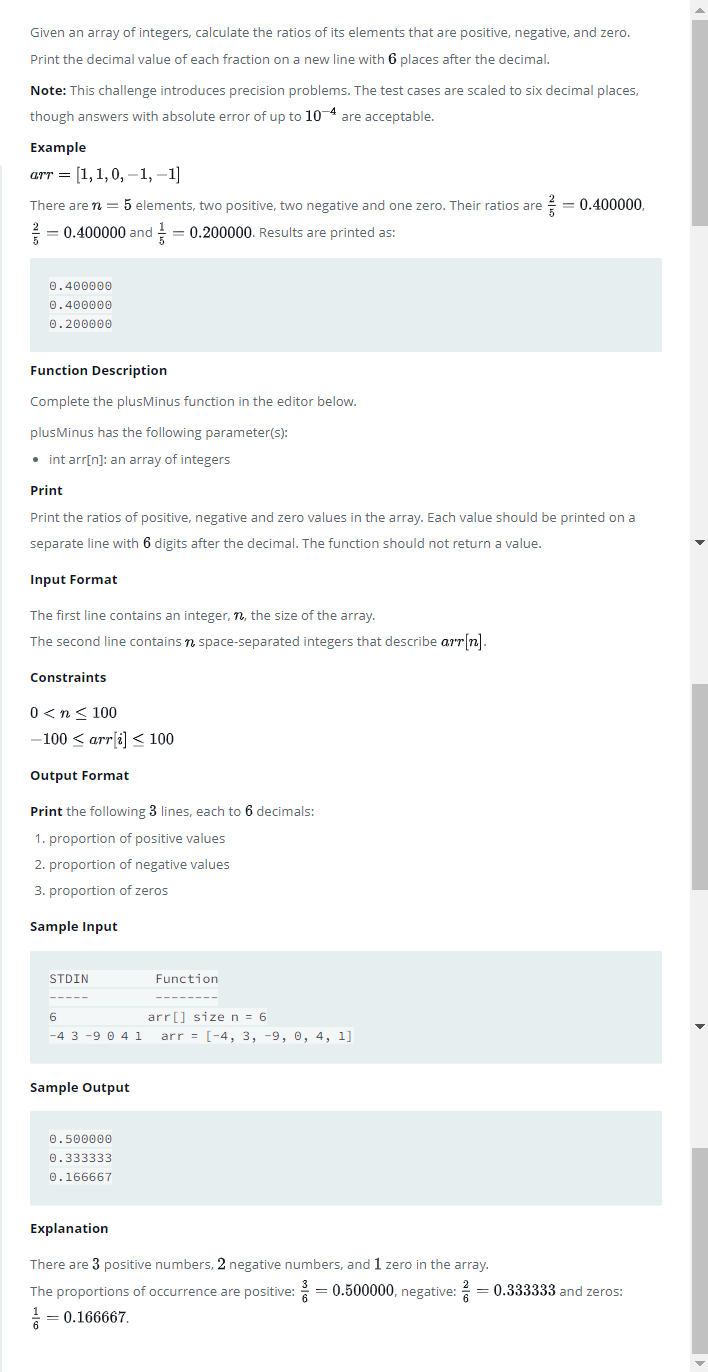 Given an array of integers, calculate the ratios of its elements that are positive, negative, and zero.
Print the decimal value of each fraction on a new line with 6 places after the decimal.
Note: This challenge introduces precision problems. The test cases are scaled to six decimal places,
though answers with absolute error of up to 10⁻⁴ are acceptable.
Example
arr = [1, 1, 0, −1, −1]
There are n = 5 elements, two positive, two negative and one zero. Their ratios are 2/5 = 0.400000,
2/5 = 0.400000 and 1/5 = 0.200000. Results are printed as:
0.400000
0.400000
0.200000
Function Description
Complete the plusMinus function in the editor below.
plusMinus has the following parameter(s):
• int arr[n]: an array of integers
Print
Print the ratios of positive, negative and zero values in the array. Each value should be printed on a
separate line with 6 digits after the decimal. The function should not return a value.
Input Format
The first line contains an integer, n, the size of the array.
The second line contains n space-separated integers that describe arr[n].
Constraints
0 < n ≤ 100
−100 ≤ arr[i] ≤ 100
Output Format
Print the following 3 lines, each to 6 decimals:
1. proportion of positive values
2. proportion of negative values
3. proportion of zeros
Sample Input
STDIN Function
----- --------
6 arr[] size n = 6
-4 3 -9 0 4 1 arr = [-4, 3, -9, 0, 4, 1]
Sample Output
0.500000
0.333333
0.166667
Explanation
There are 3 positive numbers, 2 negative numbers, and 1 zero in the array.
The proportions of occurrence are positive: 3/6 = 0.500000, negative: 2/6 = 0.333333 and zeros:
1/6 = 0.166667.